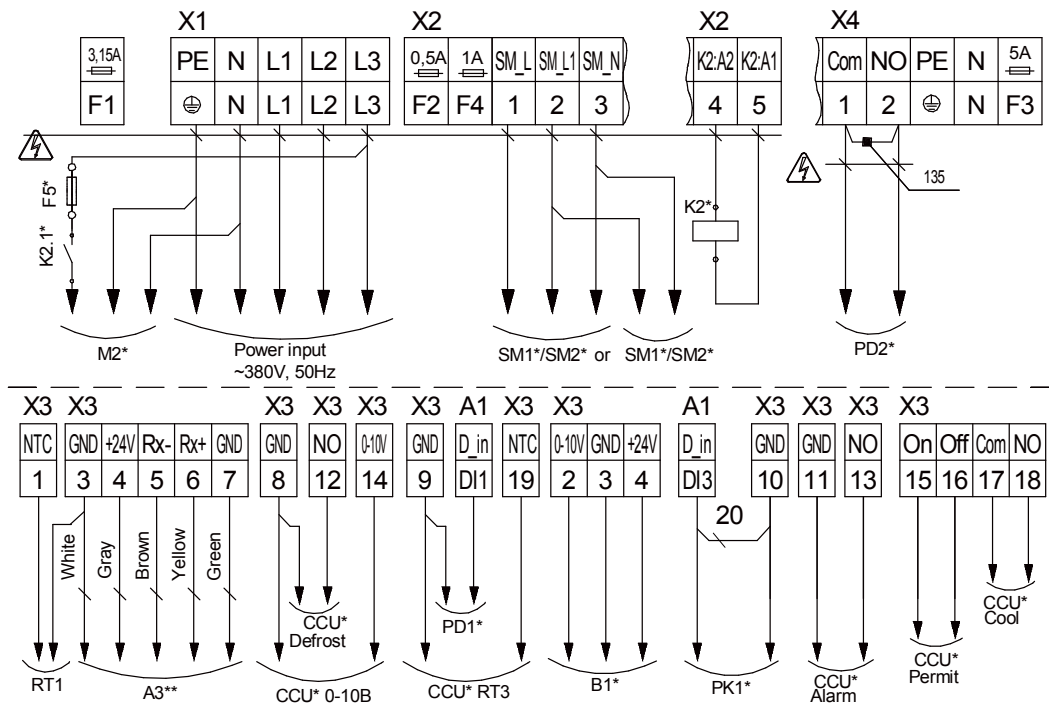 X1 X2 X2 X4
3,15A PE N L1 L2 L3 0,5A 1A SM_L SM_L1 SM_N K2:A2 K2:A1 Com NO PE N 5A
F1 N L1 L2 L3 F2 F4 1 2 3 4 5 1 2 N F3
135
F5*
K2.1*
K2*
M2*
Power input
~380V, 50Hz
SM1*/SM2* or SM1*/SM2*
PD2*
X3 X3 X3 X3 X3 X3 A1 X3 X3 A1 X3 X3 X3 X3
NTC GND +24V Rx- Rx+ GND GND NO 0-10V GND D_in NTC 0-10V GND +24V D_in GND GND NO On Off Com NO
1 3 4 5 6 7 8 12 14 9 DI1 19 2 3 4 DI3 10 11 13 15 16 17 18
20
White
Gray
Brown
Yellow
Green
CCU*
Defrost
PD1*
CCU*
Cool
RT1
A3**
CCU* 0-10B
CCU* RT3
B1*
PK1*
CCU*
Alarm
CCU*
Permit